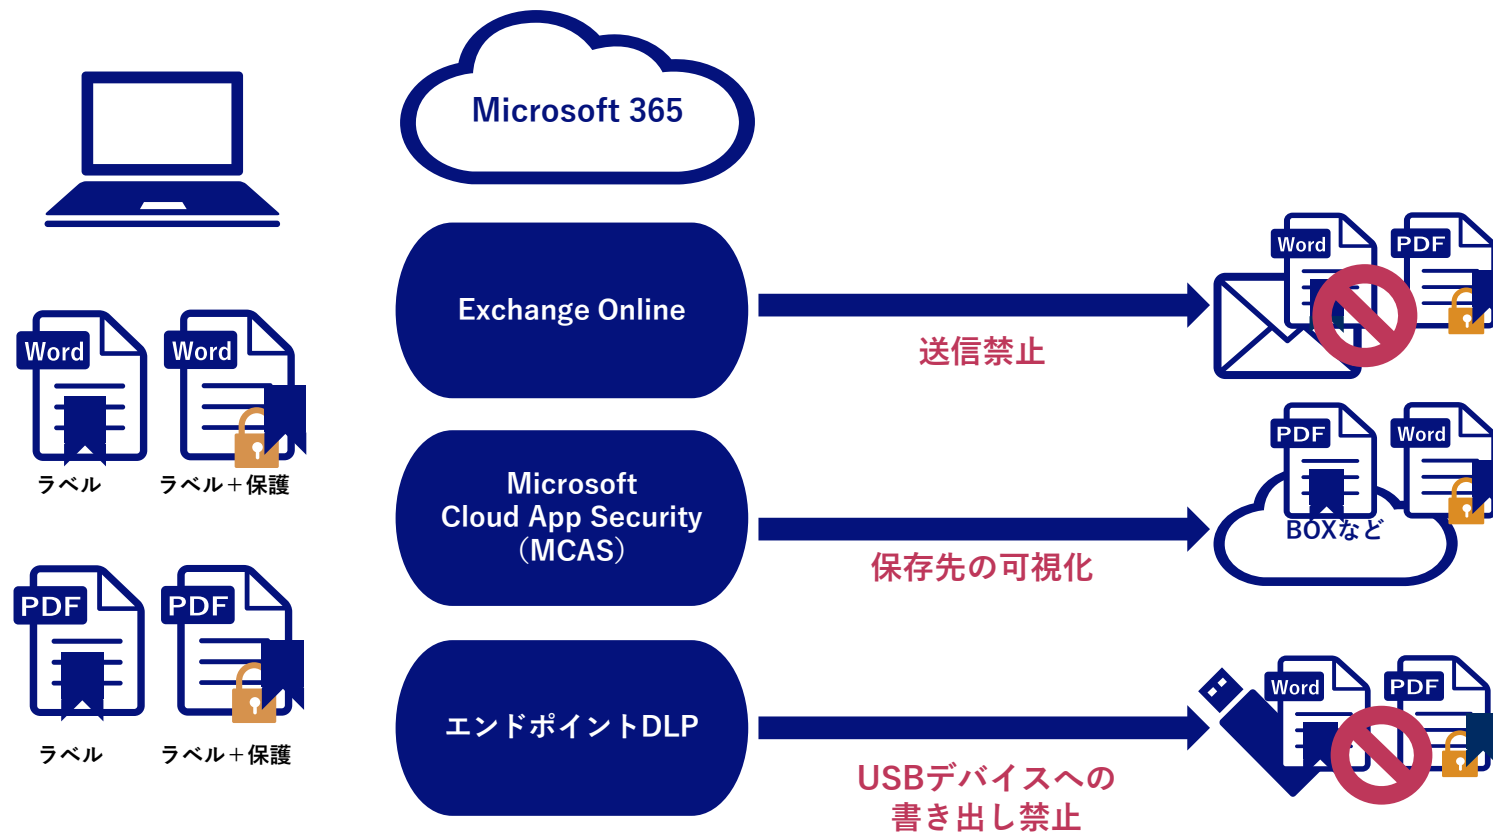 Microsoft 365
Exchange Online
送信禁止
Word
PDF
Word
Word
ラベル
ラベル＋保護
Microsoft
Cloud App Security
（MCAS）
保存先の可視化
PDF
Word
BOXなど
PDF
PDF
ラベル
ラベル＋保護
エンドポイントDLP
USBデバイスへの
書き出し禁止
Word
PDF